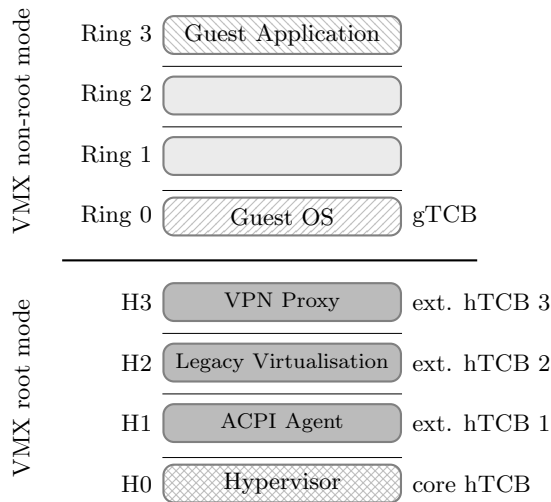 VMX non-root mode
Ring 3 Guest Application
Ring 2
Ring 1
Ring 0 Guest OS gTCB
VMX root mode
H3 VPN Proxy ext. hTCB 3
H2 Legacy Virtualisation ext. hTCB 2
H1 ACPI Agent ext. hTCB 1
H0 Hypervisor core hTCB